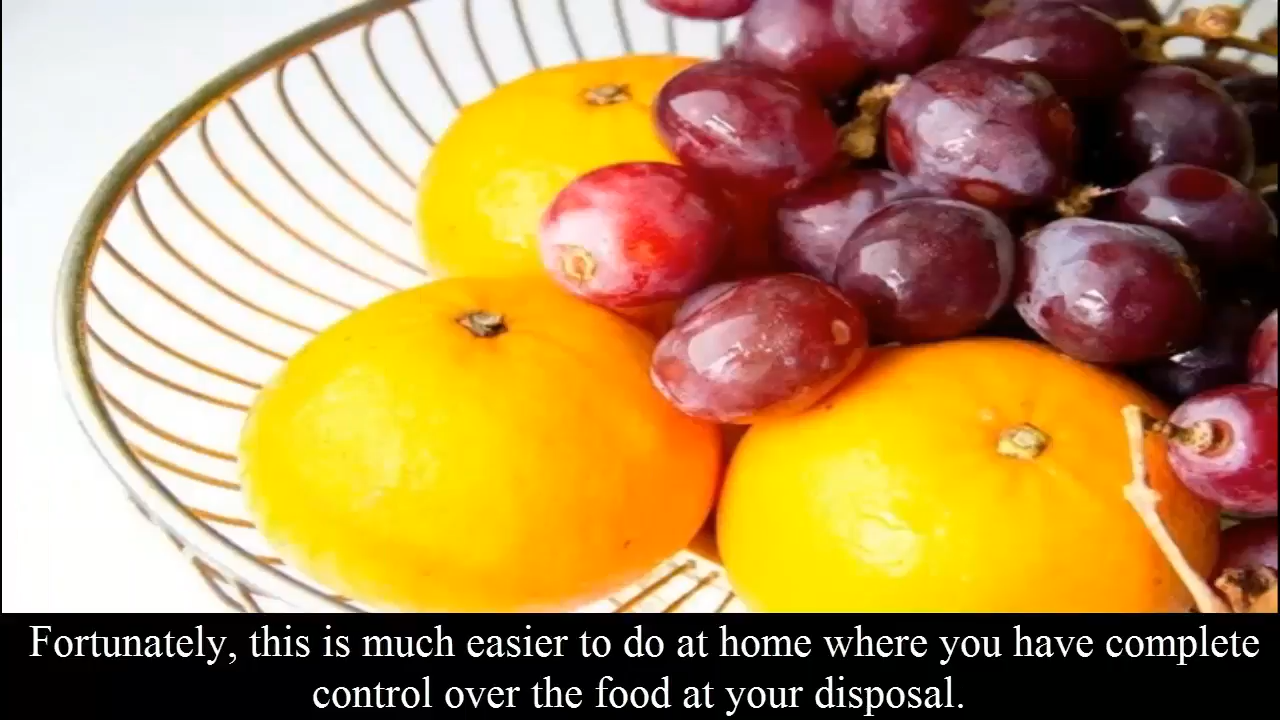 Fortunately, this is much easier to do at home where you have complete
control over the food at your disposal.